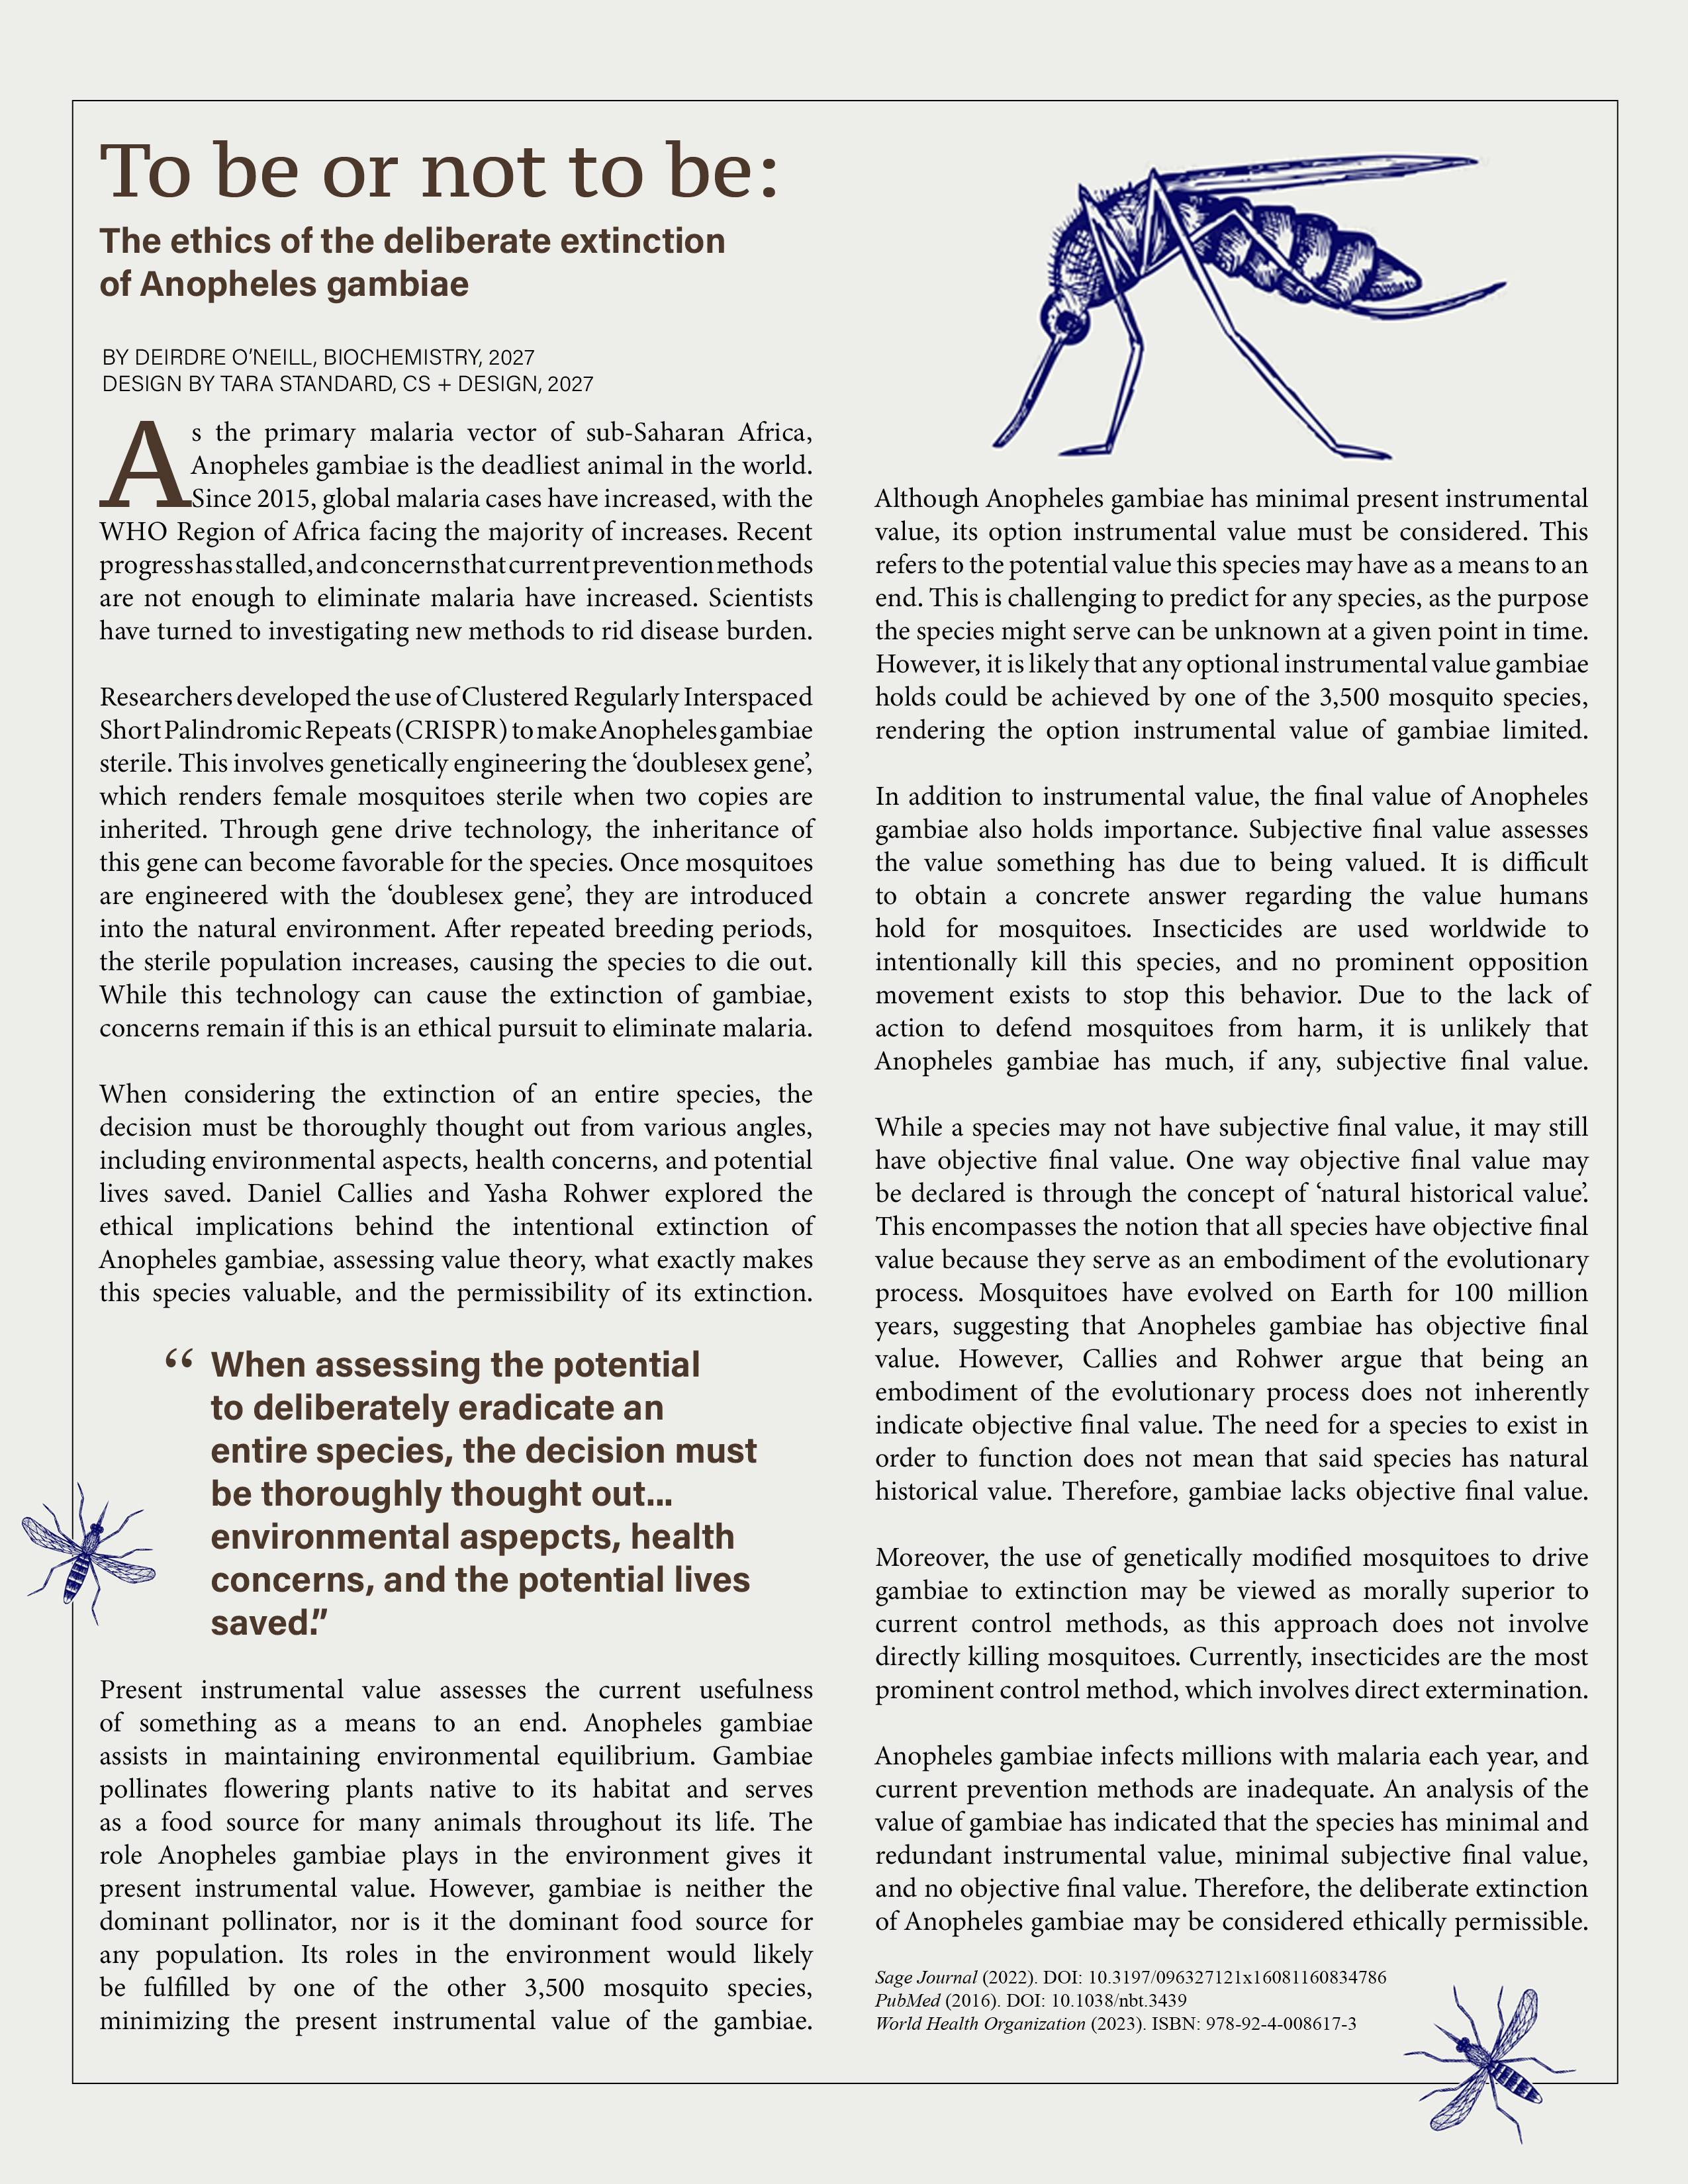 To be or not to be:
The ethics of the deliberate extinction
of Anopheles gambiae
BY DEIRDRE O’NEILL, BIOCHEMISTRY, 2027
DESIGN BY TARA STANDARD, CS + DESIGN, 2027
As the primary malaria vector of sub-Saharan Africa,
Anopheles gambiae is the deadliest animal in the world.
Since 2015, global malaria cases have increased, with the
WHO Region of Africa facing the majority of increases. Recent
progress has stalled, and concerns that current prevention methods
are not enough to eliminate malaria have increased. Scientists
have turned to investigating new methods to rid disease burden.
Researchers developed the use of Clustered Regularly Interspaced
Short Palindromic Repeats (CRISPR) to make Anopheles gambiae
sterile. This involves genetically engineering the ‘doublesex gene’,
which renders female mosquitoes sterile when two copies are
inherited. Through gene drive technology, the inheritance of
this gene can become favorable for the species. Once mosquitoes
are engineered with the ‘doublesex gene’, they are introduced
into the natural environment. After repeated breeding periods,
the sterile population increases, causing the species to die out.
While this technology can cause the extinction of gambiae,
concerns remain if this is an ethical pursuit to eliminate malaria.
When considering the extinction of an entire species, the
decision must be thoroughly thought out from various angles,
including environmental aspects, health concerns, and potential
lives saved. Daniel Callies and Yasha Rohwer explored the
ethical implications behind the intentional extinction of
Anopheles gambiae, assessing value theory, what exactly makes
this species valuable, and the permissibility of its extinction.
“ When assessing the potential
to deliberately eradicate an
entire species, the decision must
be thoroughly thought out...
environmental aspepcts, health
concerns, and the potential lives
saved.”
Present instrumental value assesses the current usefulness
of something as a means to an end. Anopheles gambiae
assists in maintaining environmental equilibrium. Gambiae
pollinates flowering plants native to its habitat and serves
as a food source for many animals throughout its life. The
role Anopheles gambiae plays in the environment gives it
present instrumental value. However, gambiae is neither the
dominant pollinator, nor is it the dominant food source for
any population. Its roles in the environment would likely
be fulfilled by one of the other 3,500 mosquito species,
minimizing the present instrumental value of the gambiae.
Although Anopheles gambiae has minimal present instrumental
value, its option instrumental value must be considered. This
refers to the potential value this species may have as a means to an
end. This is challenging to predict for any species, as the purpose
the species might serve can be unknown at a given point in time.
However, it is likely that any optional instrumental value gambiae
holds could be achieved by one of the 3,500 mosquito species,
rendering the option instrumental value of gambiae limited.
In addition to instrumental value, the final value of Anopheles
gambiae also holds importance. Subjective final value assesses
the value something has due to being valued. It is difficult
to obtain a concrete answer regarding the value humans
hold for mosquitoes. Insecticides are used worldwide to
intentionally kill this species, and no prominent opposition
movement exists to stop this behavior. Due to the lack of
action to defend mosquitoes from harm, it is unlikely that
Anopheles gambiae has much, if any, subjective final value.
While a species may not have subjective final value, it may still
have objective final value. One way objective final value may
be declared is through the concept of ‘natural historical value’.
This encompasses the notion that all species have objective final
value because they serve as an embodiment of the evolutionary
process. Mosquitoes have evolved on Earth for 100 million
years, suggesting that Anopheles gambiae has objective final
value. However, Callies and Rohwer argue that being an
embodiment of the evolutionary process does not inherently
indicate objective final value. The need for a species to exist in
order to function does not mean that said species has natural
historical value. Therefore, gambiae lacks objective final value.
Moreover, the use of genetically modified mosquitoes to drive
gambiae to extinction may be viewed as morally superior to
current control methods, as this approach does not involve
directly killing mosquitoes. Currently, insecticides are the most
prominent control method, which involves direct extermination.
Anopheles gambiae infects millions with malaria each year, and
current prevention methods are inadequate. An analysis of the
value of gambiae has indicated that the species has minimal and
redundant instrumental value, minimal subjective final value,
and no objective final value. Therefore, the deliberate extinction
of Anopheles gambiae may be considered ethically permissible.
Sage Journal (2022). DOI: 10.3197/096327121x16081160834786
PubMed (2016). DOI: 10.1038/nbt.3439
World Health Organization (2023). ISBN: 978-92-4-008617-3